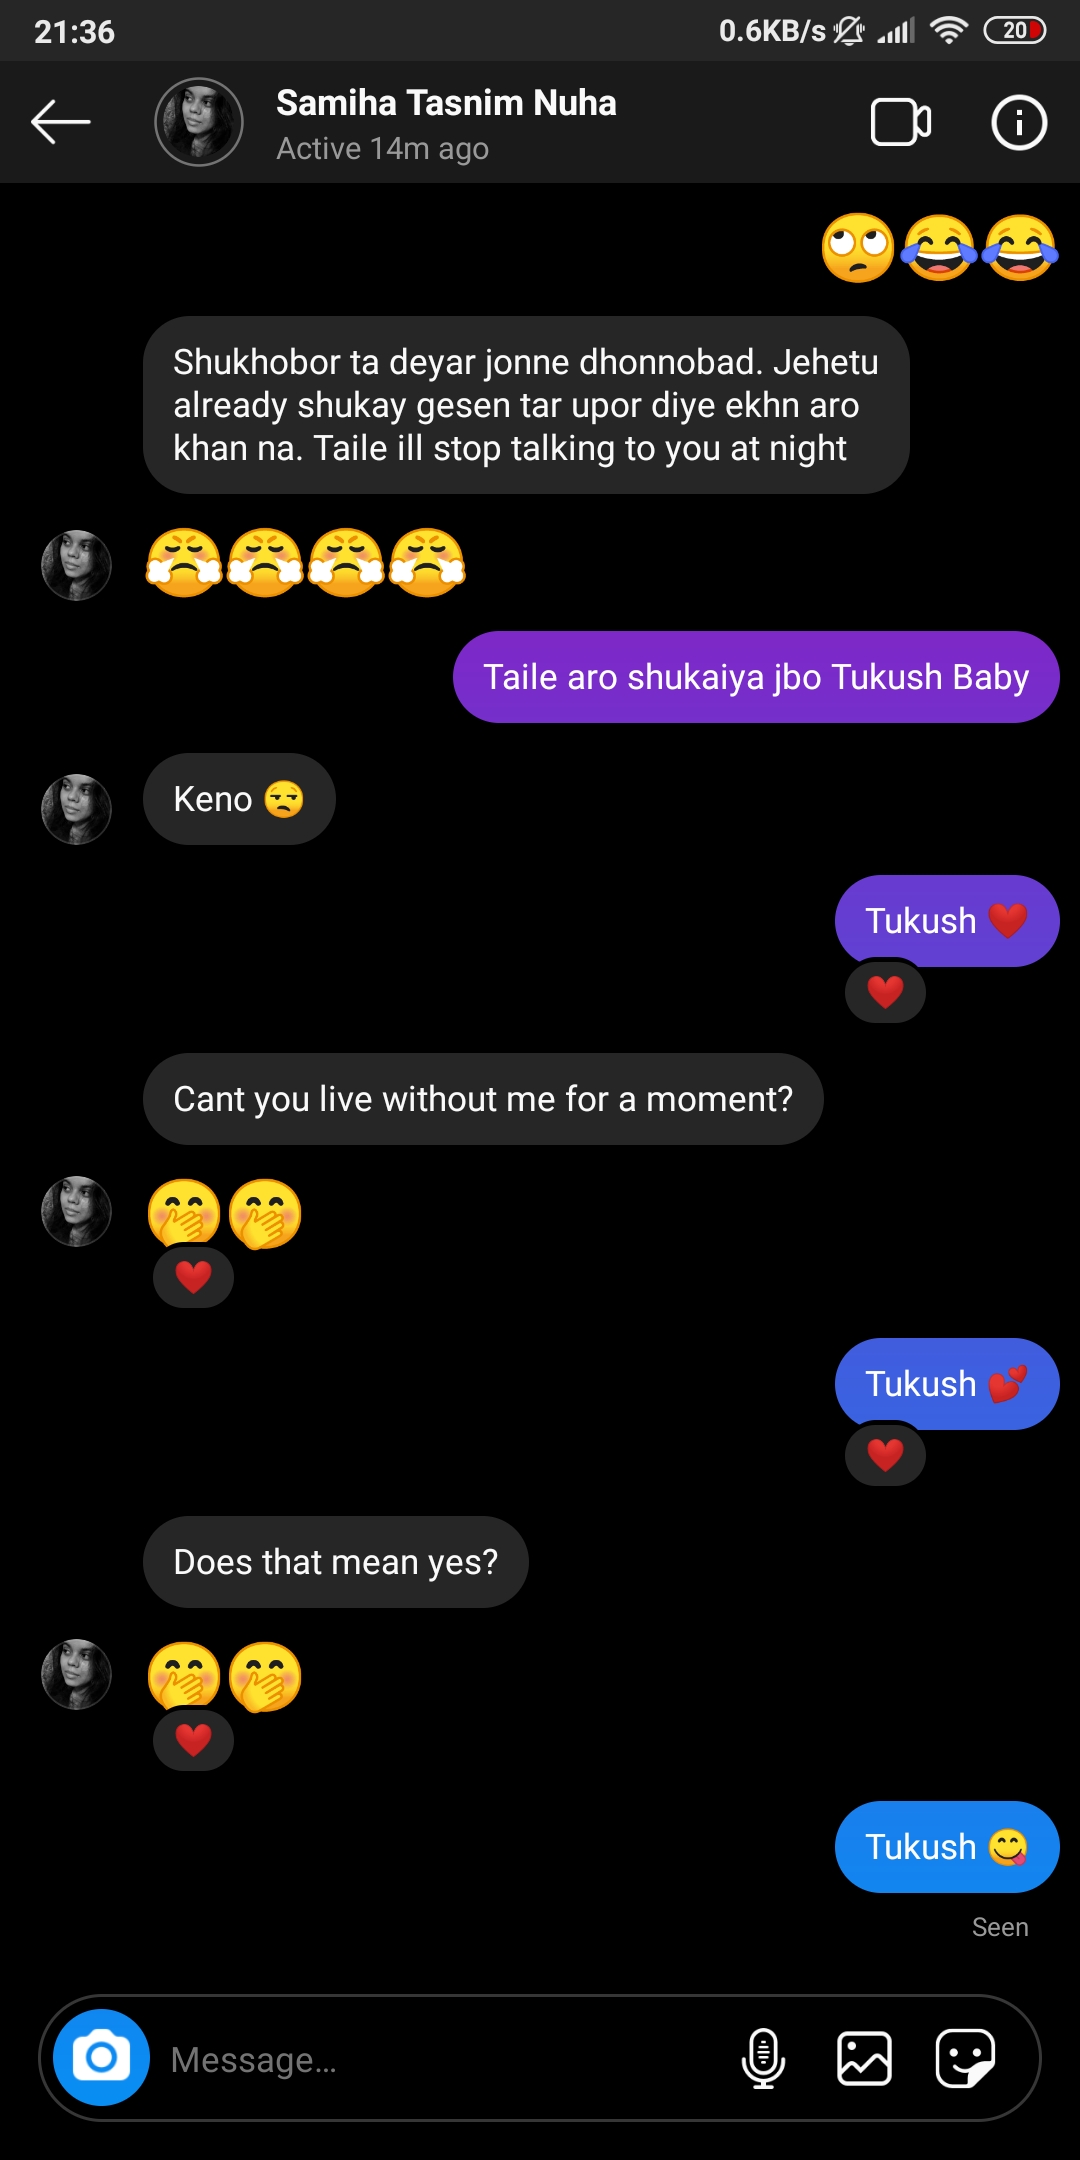 21:36
0.6KB/s
20
Samiha Tasnim Nuha
Active 14m ago
🙄😂😂
Shukhobor ta deyar jonne dhonnobad. Jehetu
already shukay gesen tar upor diye ekhn aro
khan na. Taile ill stop talking to you at night
😤😤😤😤
Taile aro shukaiya jbo Tukush Baby
Keno 😒
Tukush ❤️
❤️
Cant you live without me for a moment?
🤭🤭
❤️
Tukush 💕
❤️
Does that mean yes?
🤭🤭
❤️
Tukush 😋
Seen
Message...